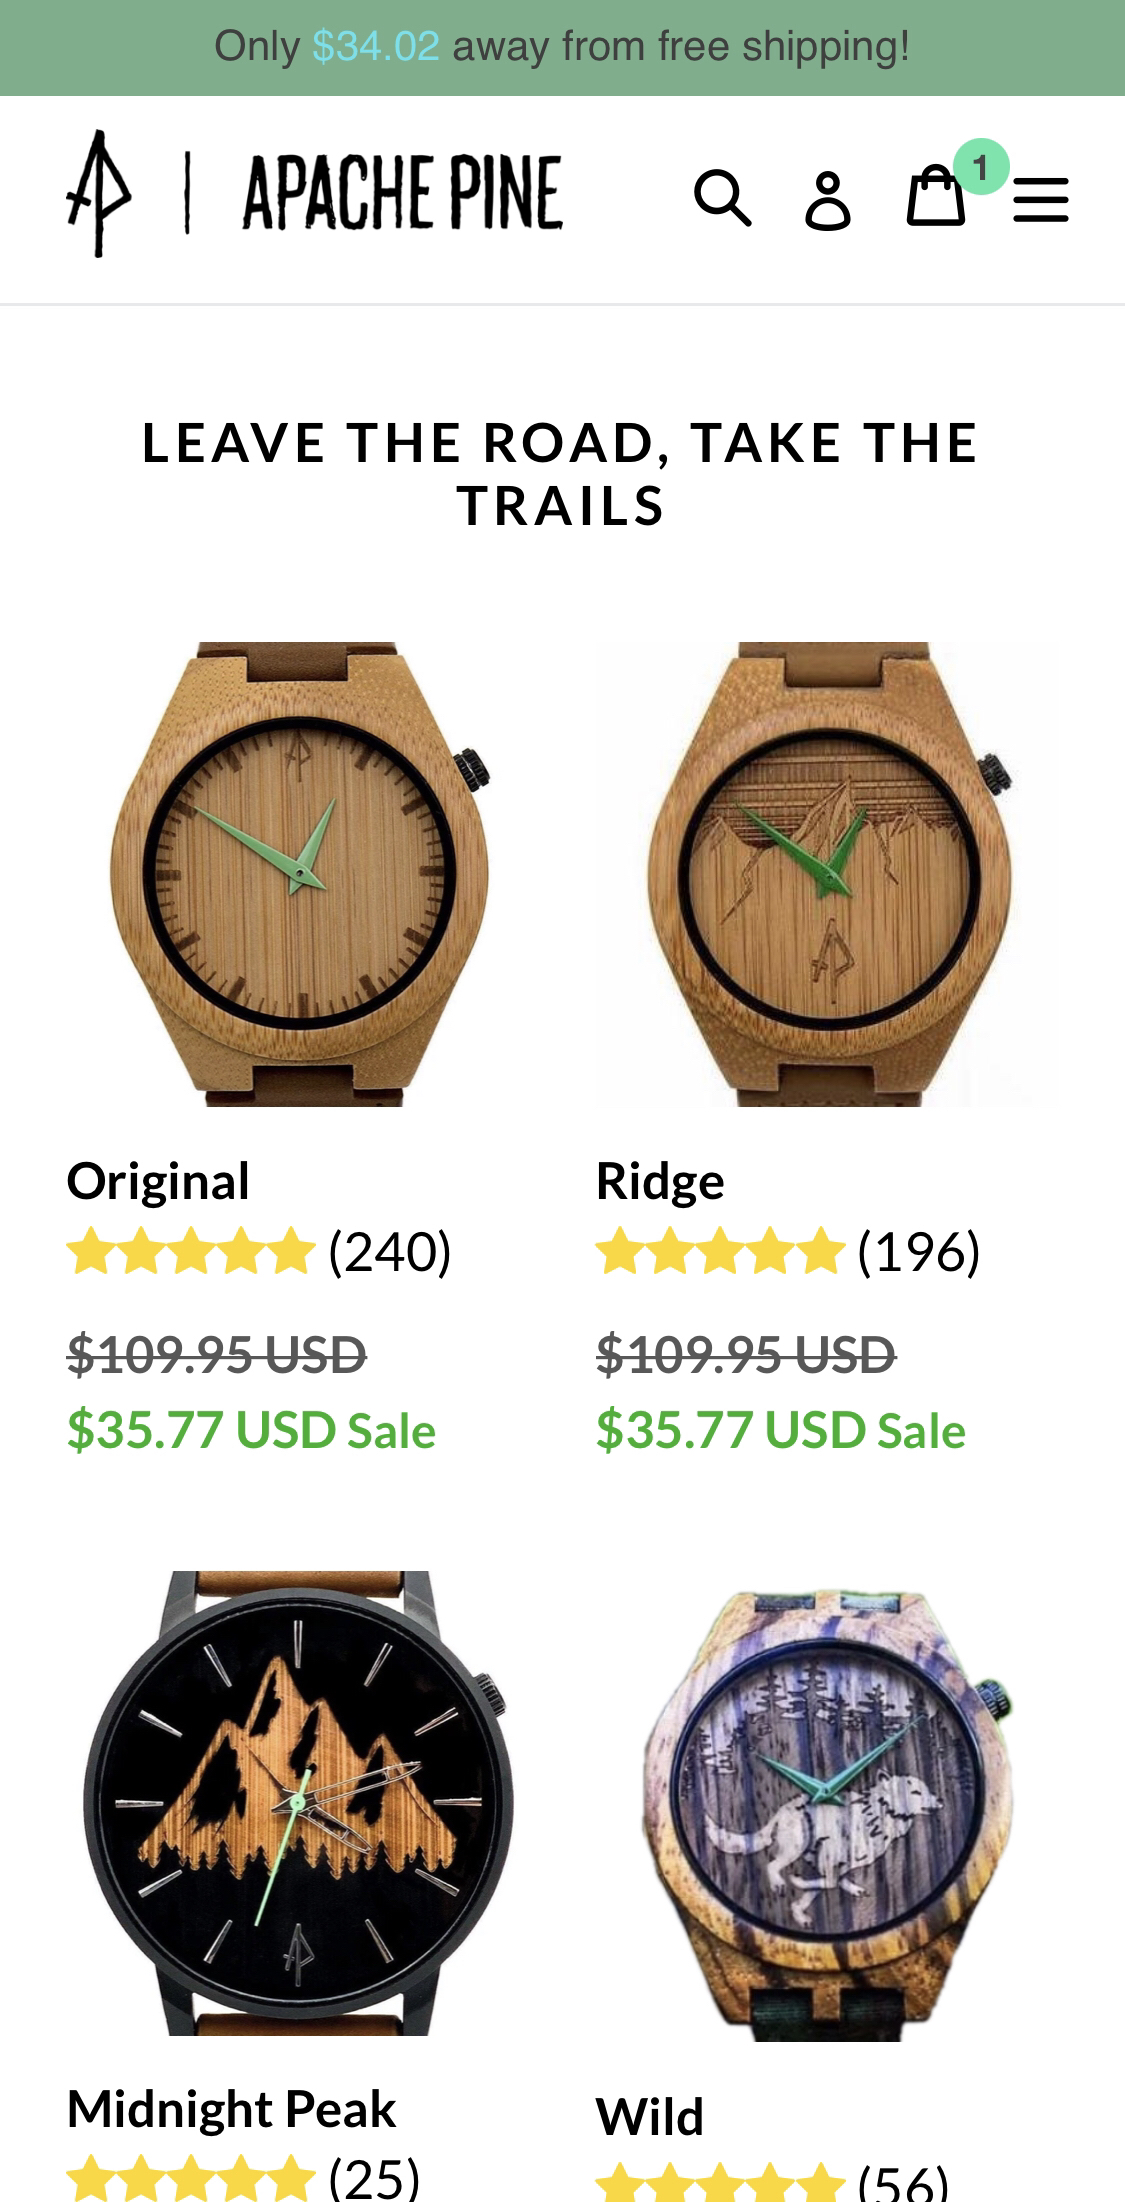 Only $34.02 away from free shipping!
APACHE PINE
1
LEAVE THE ROAD, TAKE THE
TRAILS
Original
(240)
$109.95 USD
$35.77 USD Sale
Ridge
(196)
$109.95 USD
$35.77 USD Sale
Midnight Peak
(25)
Wild
(56)